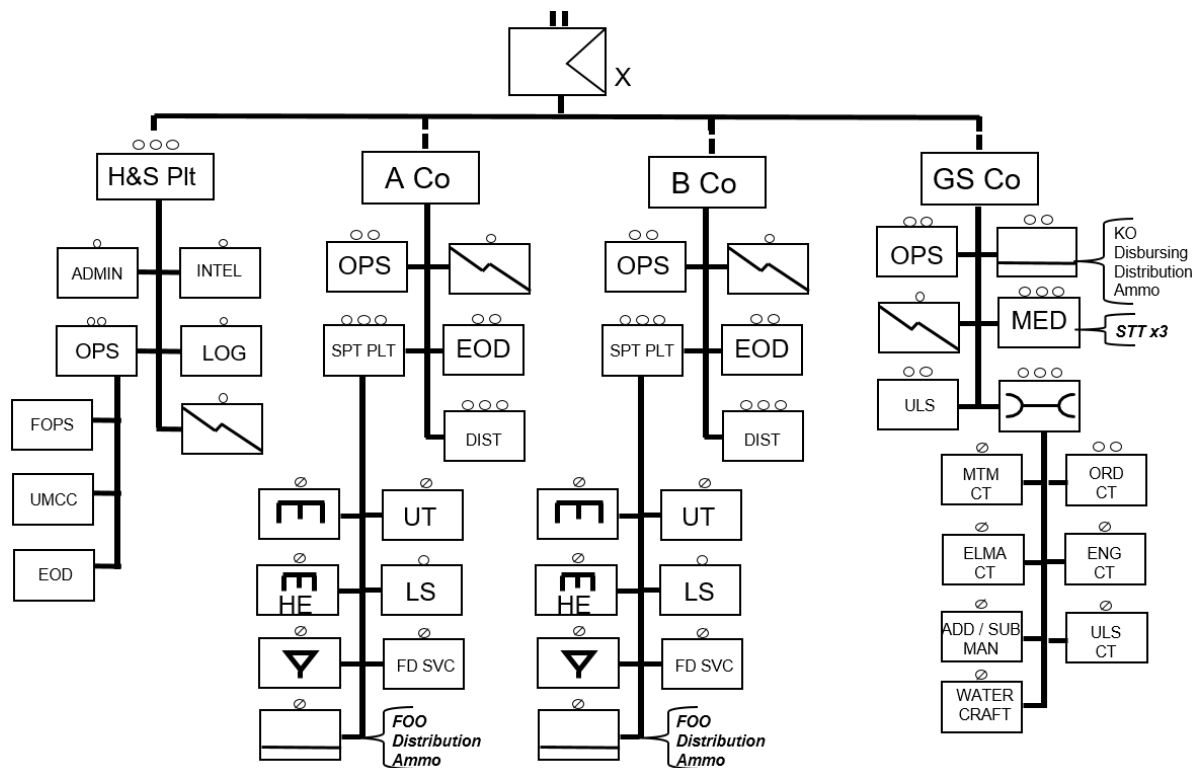 X
H&S Plt
A Co
B Co
GS Co
ADMIN
INTEL
OPS
LOG
FOPS
UMCC
EOD
OPS
SPT PLT
EOD
DIST
UT
HE
LS
FD SVC
FOO
Distribution
Ammo
OPS
SPT PLT
EOD
DIST
UT
HE
LS
FD SVC
FOO
Distribution
Ammo
OPS
KO
Disbursing
Distribution
Ammo
MED
STT x3
ULS
MTM
CT
ORD
CT
ELMA
CT
ENG
CT
ADD / SUB
MAN
ULS
CT
WATER
CRAFT